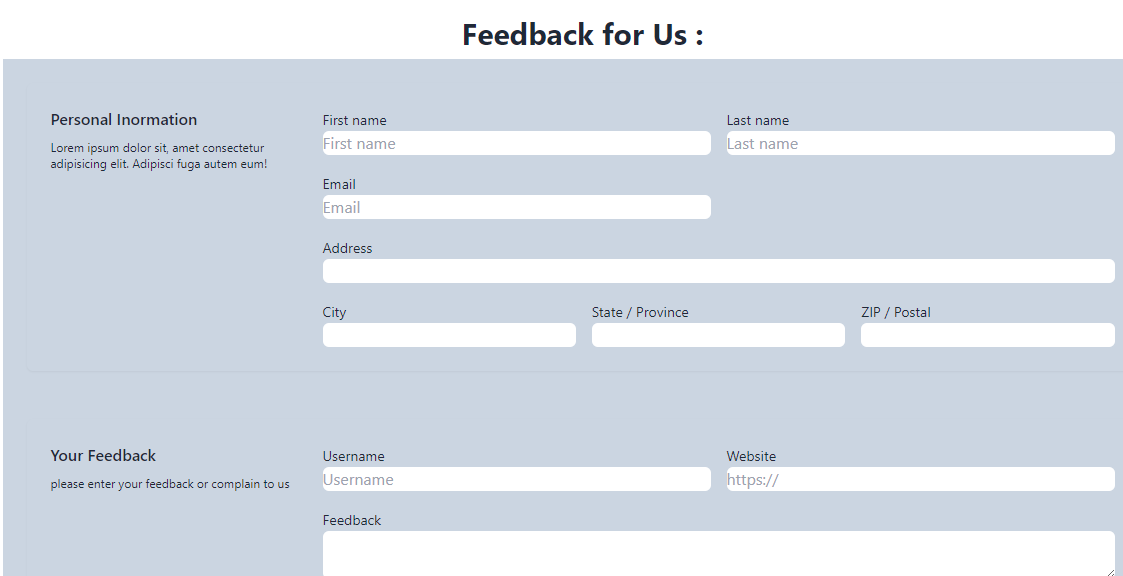 Feedback for Us :
Personal Inormation
Lorem ipsum dolor sit, amet consectetur
adipisicing elit. Adipisci fuga autem eum!
First name
Last name
First name
Last name
Email
Email
Address
City
State / Province
ZIP / Postal
Your Feedback
please enter your feedback or complain to us
Username
Website
Username
https://
Feedback